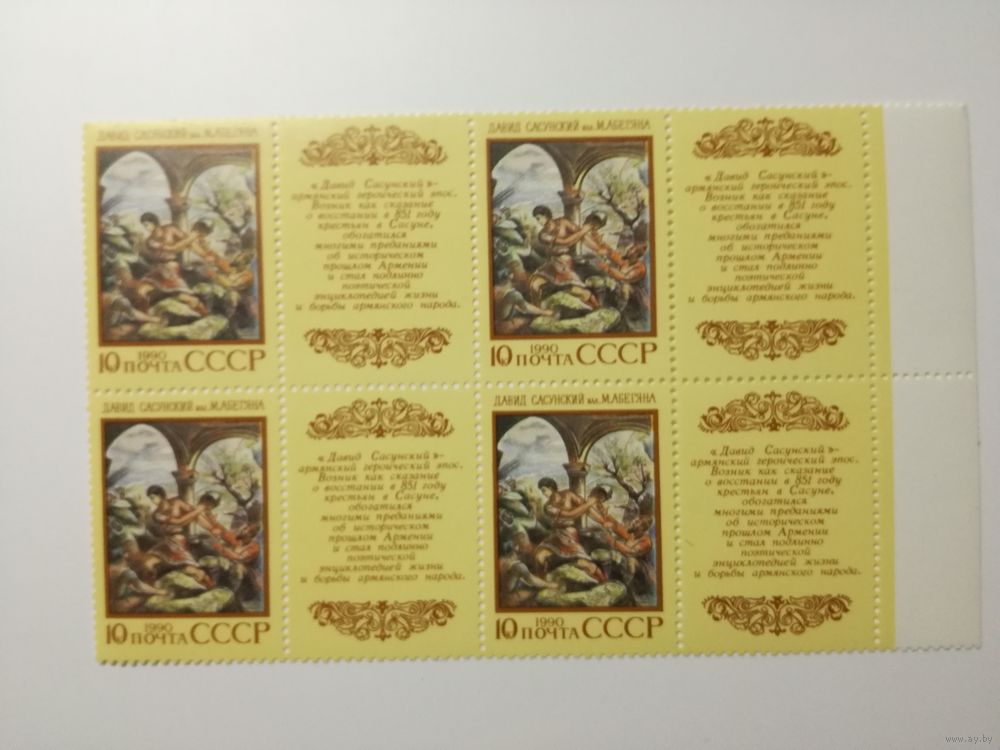 ДАВИД САСУНСКИЙ ИЛЛ. М.АБЕГЯНА
1990
10 ПОЧТА СССР
«Давид Сасунский»-
армянский героический эпос.
Возник как сказание
о восстании в 851 году
крестьян в Сасуне,
обогатился
многими преданиями
об историческом
прошлом Армении
и стал подлинно
поэтической
энциклопедией жизни
и борьбы армянского народа.
ДАВИД САСУНСКИЙ ИЛЛ. М.АБЕГЯНА
1990
10 ПОЧТА СССР
«Давид Сасунский»-
армянский героический эпос.
Возник как сказание
о восстании в 851 году
крестьян в Сасуне,
обогатился
многими преданиями
об историческом
прошлом Армении
и стал подлинно
поэтической
энциклопедией жизни
и борьбы армянского народа.
ДАВИД САСУНСКИЙ ИЛЛ. М.АБЕГЯНА
1990
10 ПОЧТА СССР
«Давид Сасунский»-
армянский героический эпос.
Возник как сказание
о восстании в 851 году
крестьян в Сасуне,
обогатился
многими преданиями
об историческом
прошлом Армении
и стал подлинно
поэтической
энциклопедией жизни
и борьбы армянского народа.
ДАВИД САСУНСКИЙ ИЛЛ. М.АБЕГЯНА
1990
10 ПОЧТА СССР
«Давид Сасунский»-
армянский героический эпос.
Возник как сказание
о восстании в 851 году
крестьян в Сасуне,
обогатился
многими преданиями
об историческом
прошлом Армении
и стал подлинно
поэтической
энциклопедией жизни
и борьбы армянского народа.
www.ay.by